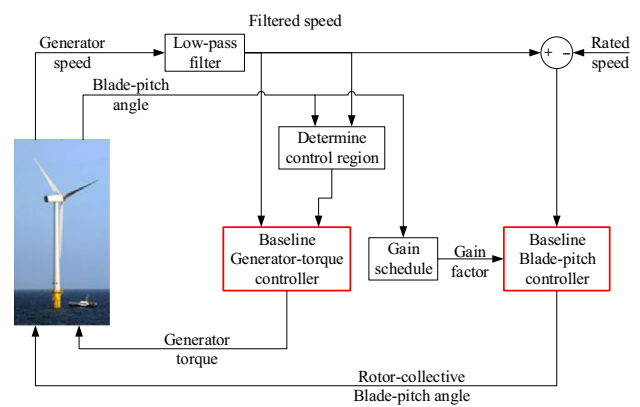 Filtered speed
Generator
speed
Low-pass
filter
+
−
Rated
speed
Blade-pitch
angle
Determine
control region
Baseline
Generator-torque
controller
Gain
schedule
Gain
factor
Baseline
Blade-pitch
controller
Generator
torque
Rotor-collective
Blade-pitch angle